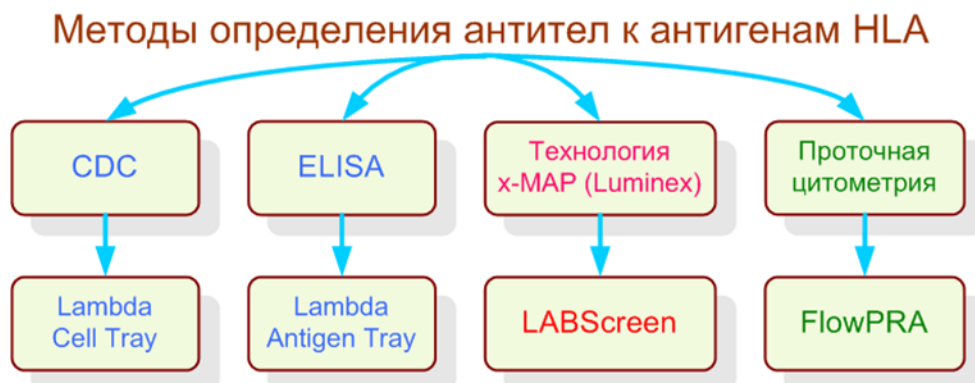 Методы определения антител к антигенам HLA
CDC
ELISA
Технология
x-MAP (Luminex)
Проточная
цитометрия
Lambda
Cell Tray
Lambda
Antigen Tray
LABScreen
FlowPRA